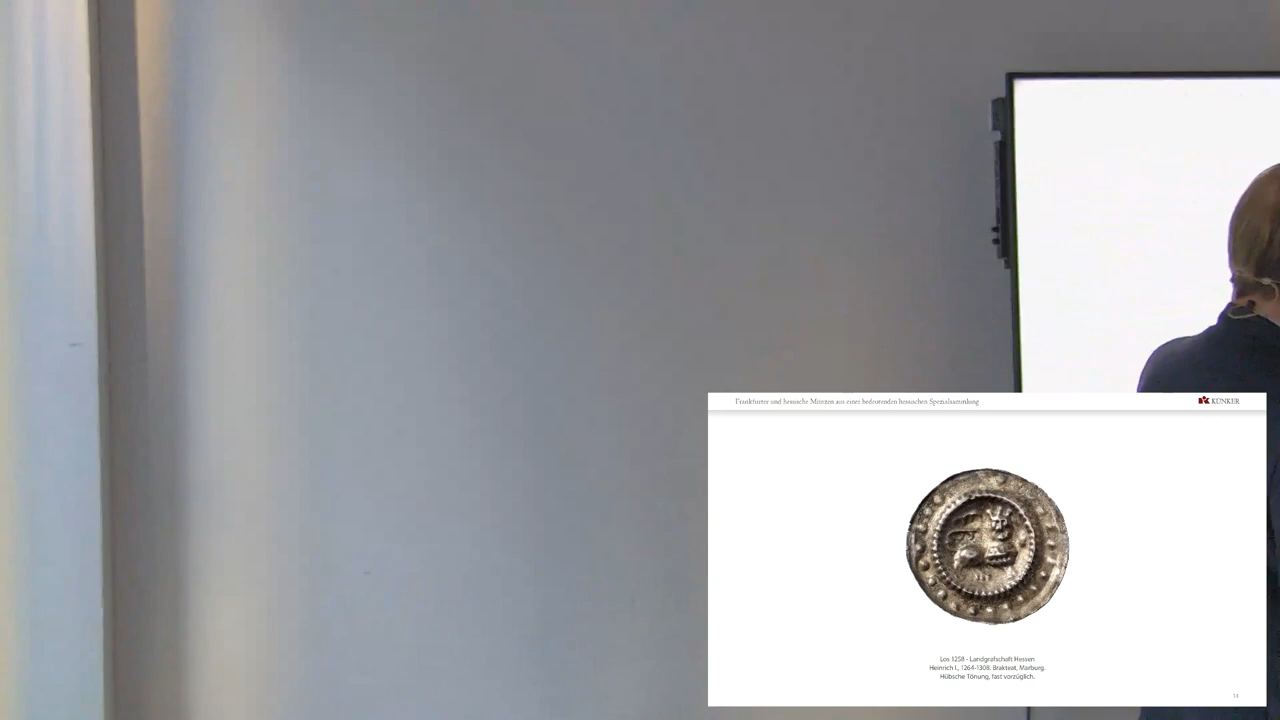 Frankfurter und hessische Münzen aus einer bedeutenden hessischen Spezialsammlung
KÜNKER
Los 1258 - Landgrafschaft Hessen
Heinrich I., 1264-1308. Brakteat, Marburg.
Hübsche Tönung, fast vorzüglich.
14